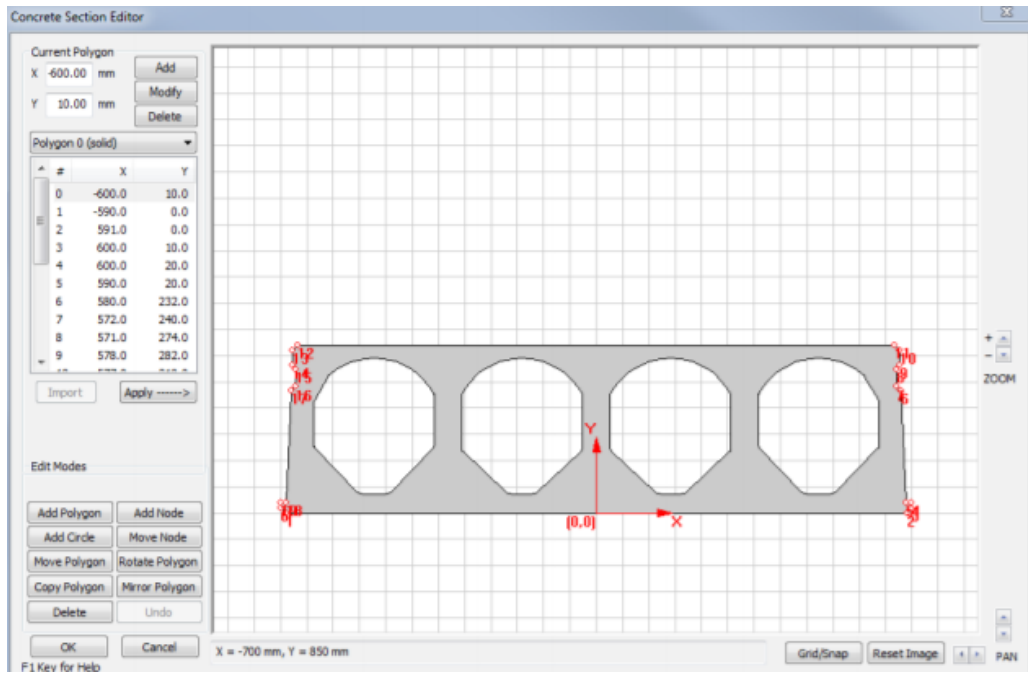 Concrete Section Editor
Current Polygon
X -600.00 mm Add
Modify
Y 10.00 mm
Delete
Polygon 0 (solid)
# X Y
0 -600.0 10.0
1 -590.0 0.0
2 591.0 0.0
3 600.0 10.0
4 600.0 20.0
5 590.0 20.0
6 580.0 232.0
7 572.0 240.0
8 571.0 274.0
9 578.0 282.0
Import Apply ------>
Edit Modes
Add Polygon Add Node
Add Circle Move Node
Move Polygon Rotate Polygon
Copy Polygon Mirror Polygon
Delete Undo
OK Cancel
F1 Key for Help
Y
(0,0) X
2
+
-
ZOOM
X = -700 mm, Y = 850 mm
Grid/Snap Reset Image PAN